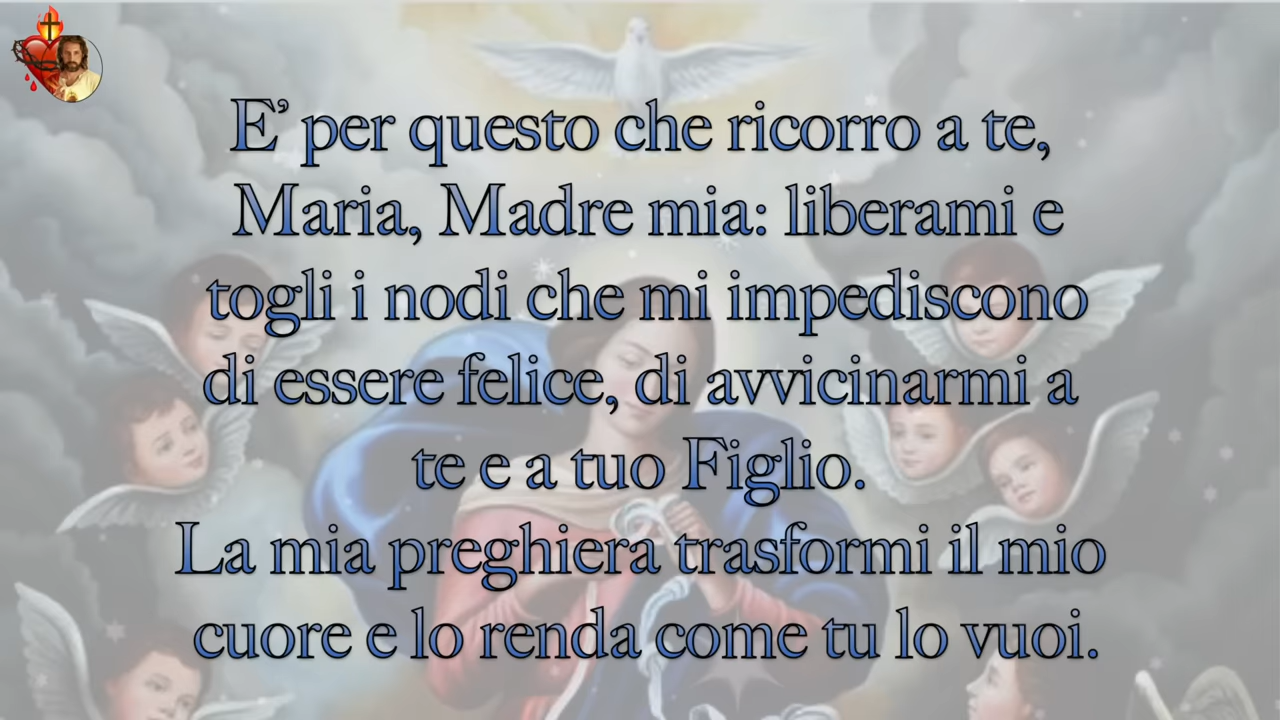 E’ per questo che ricorro a te,
Maria, Madre mia: liberami e
togli i nodi che mi impediscono
di essere felice, di avvicinarmi a
te e a tuo Figlio.
La mia preghiera trasformi il mio
cuore e lo renda come tu lo vuoi.